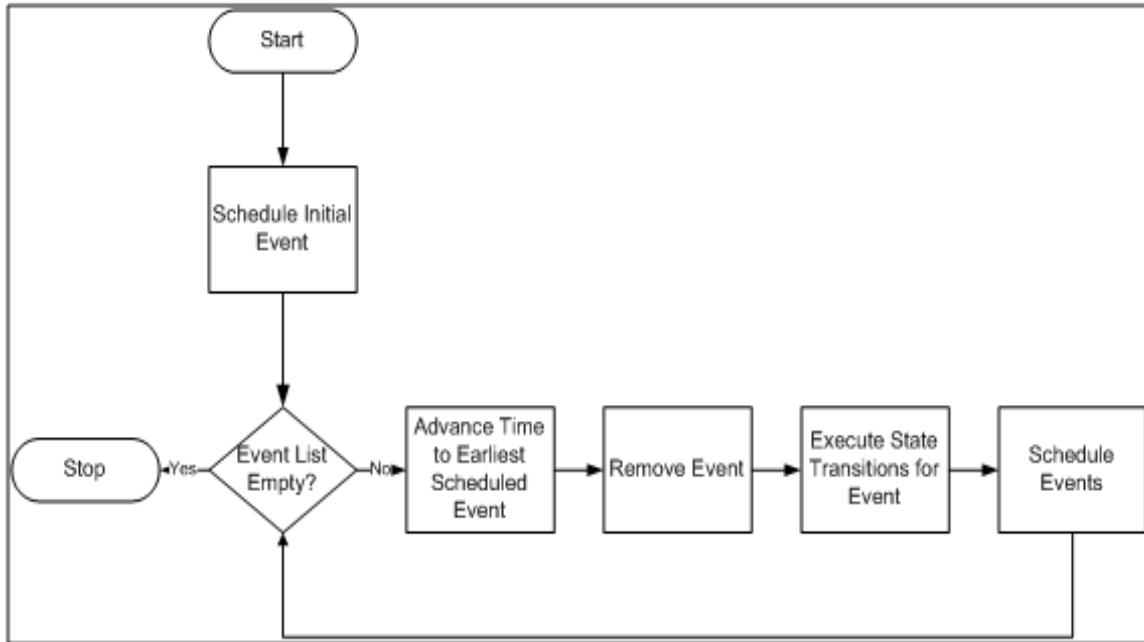 Start
Schedule Initial
Event
Stop
Yes
Event List
Empty?
No
Advance Time
to Earliest
Scheduled
Event
Remove Event
Execute State
Transitions for
Event
Schedule
Events